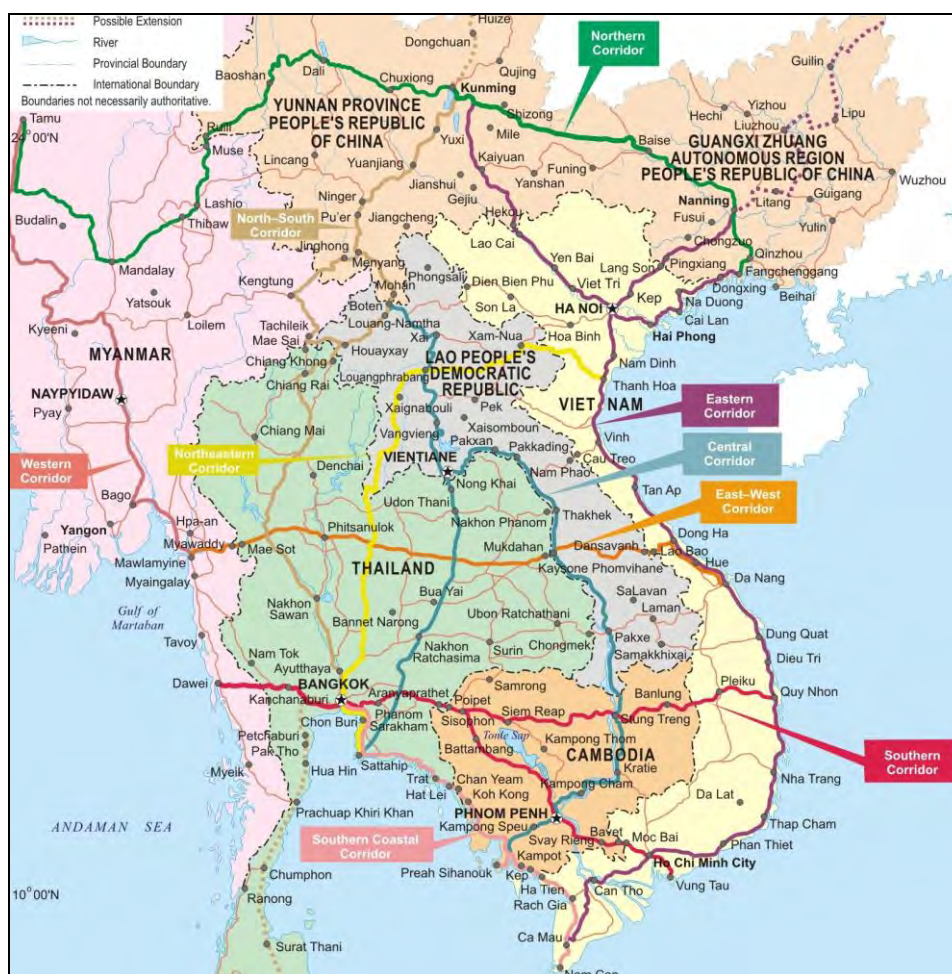 Possible Extension
River
Provincial Boundary
International Boundary
Boundaries not necessarily authoritative.
Huize
Dongchuan
Northern
Corridor
Guilin
Dali
Qujing
Baoshan
Chuxiong
Kunming
Yizhou
Hechi
Liuzhou
Lipu
Tamu
YUNNAN PROVINCE
PEOPLE'S REPUBLIC
OF CHINA
Shizong
24°00'N
Ruili
Muse
Yuxi
Mile
Baise
GUANGXI ZHUANG
AUTONOMOUS REGION
PEOPLE'S REPUBLIC OF CHINA
Lincang
Yuanjiang
Kaiyuan
Funing
Wuzhou
Jianshui
Yanshan
Gejiu
Nanning
Litang
Guigang
Lashio
Ninger
Budalin
Thibaw
North–South
Corridor
Pu'er
Jiangcheng
Hekou
Fusui
Yulin
Lao Cai
Chongzuo
Jinghong
Menyang
Qinzhou
Mandalay
Phongsali
Yen Bai
Lang Son
Pingxiang
Fangchenggang
Kengtung
Mohan
Dien Bien Phu
Viet Tri
Dongxing
Beihai
Yatsouk
Boten
Son La
HA NOI
Kep
Na Duong
Cai Lan
Kyeeni
Loilem
Tachileik
Louang-Namtha
Hai Phong
Mae Sai
Xai
Xam-Nua
Hoa Binh
MYANMAR
Houayxay
LAO PEOPLE'S
DEMOCRATIC
REPUBLIC
Chiang Khong
Nam Dinh
Chiang Rai
Louangphrabang
NAYPYIDAW
Thanh Hoa
Pyay
Xaignabouli
Pek
VIET NAM
Eastern
Corridor
Chiang Mai
Xaisomboun
Vangvieng
Pakxan
Vinh
Western
Corridor
Northeastern
Corridor
VIENTIANE
Pakkading
Central
Corridor
Denchai
Cau Treo
Nam Phao
Bago
Nong Khai
Udon Thani
Tan Ap
East–West
Corridor
Hpa-an
Phitsanulok
Nakhon Phanom
Thakhek
Yangon
Pathein
Myawaddy
Mae Sot
Mukdahan
Dansavanh
Dong Ha
Lao Bao
Mawlamyine
THAILAND
Kaysone Phomvihane
Hue
Myaingalay
Da Nang
SaLavan
Gulf of
Martaban
Bua Yai
Laman
Nakhon
Sawan
Ubon Ratchathani
Bannet Narong
Tavoy
Pakxe
Dung Quat
Surin
Chongmek
Nakhon
Ratchasima
Samakkhixai
Dieu Tri
Nam Tok
Ayutthaya
Dawei
BANGKOK
Samrong
Banlung
Pleiku
Kanchanaburi
Aranyaprathet
Poipet
Quy Nhon
Phanom
Sarakham
Sisophon
Siem Reap
Stung Treng
Chon Buri
Petchaburi
Tonle Sap
Kampong Thom
Southern
Corridor
Pak Tho
Battambang
CAMBODIA
Sattahip
Myeik
Hua Hin
Kratie
Nha Trang
Trat
Chan Yeam
Hat Lei
Koh Kong
Kampong Cham
Da Lat
Prachuap Khiri Khan
PHNOM PENH
Thap Cham
ANDAMAN SEA
Kampong Speu
Southern Coastal
Corridor
Svay Rieng
Bavet
Moc Bai
Phan Thiet
Kampot
Ho Chi Minh City
Chumphon
Preah Sihanouk
Kep
Vung Tau
10°00'N
Ha Tien
Can Tho
Ranong
Rach Gia
Surat Thani
Ca Mau
Nam Can